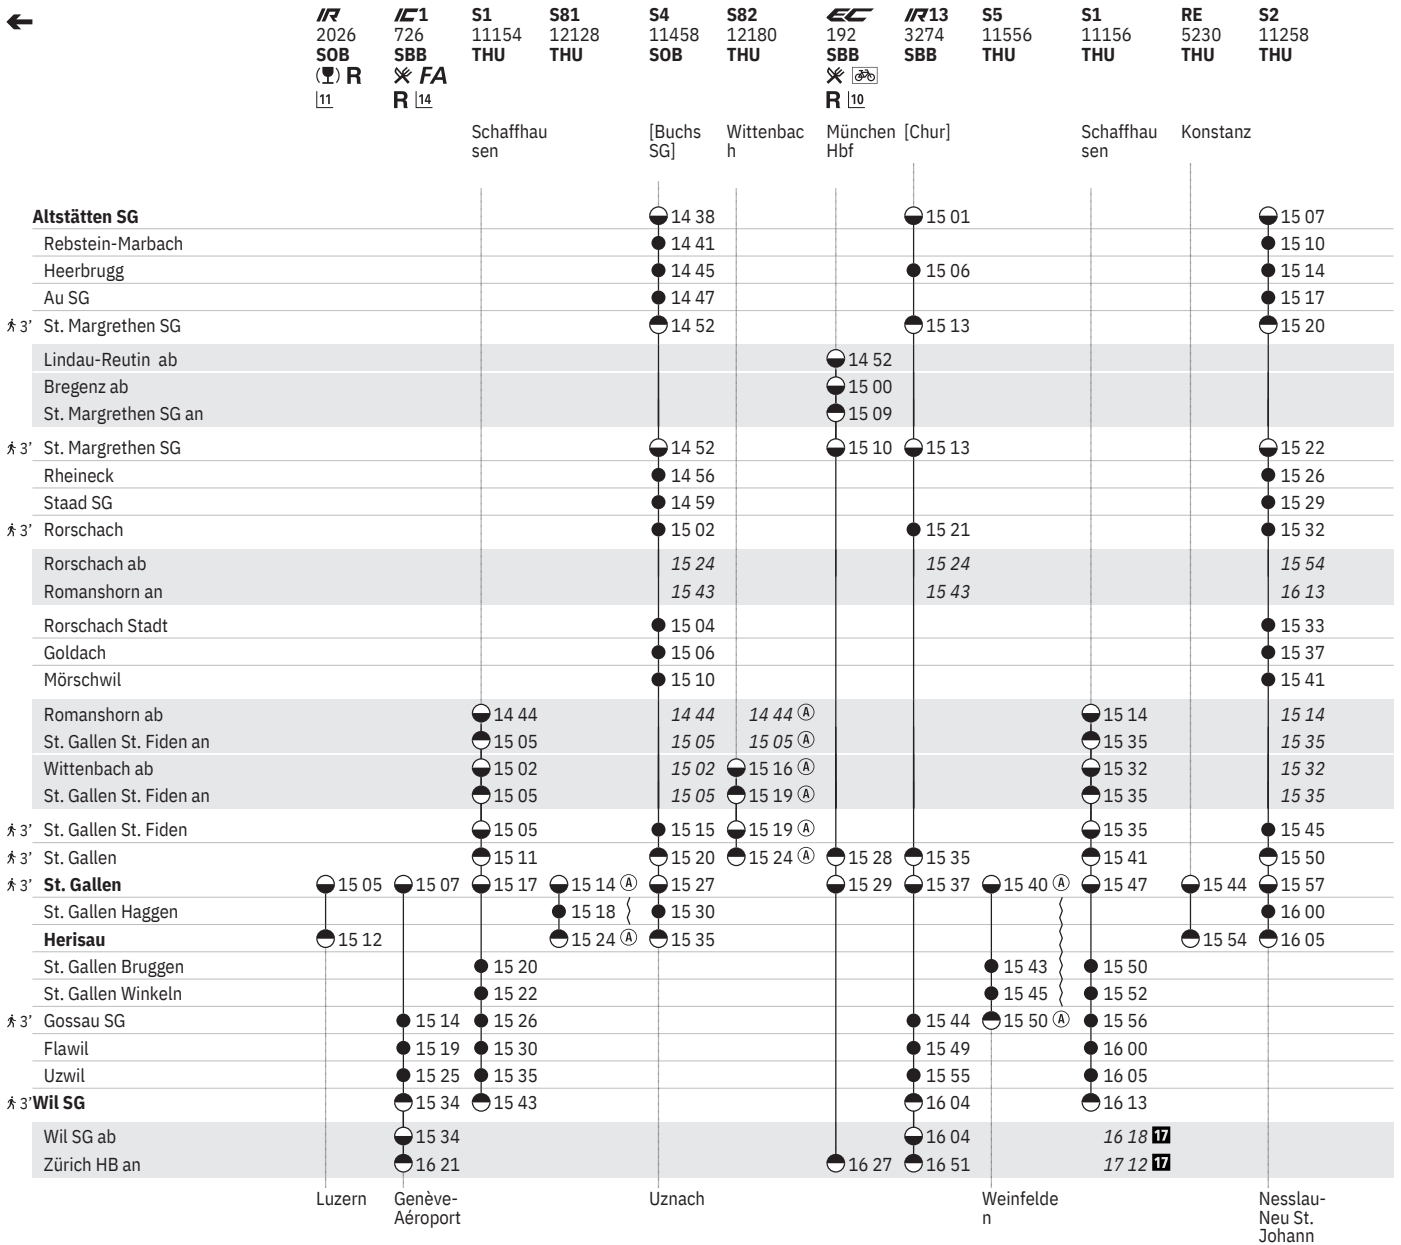 IR IC1 S1 S81 S4 S82 EC IR13 S5 S1 RE S2
2026 726 11154 12128 11458 12180 192 3274 11556 11156 5230 11258
SOB SBB THU THU SOB THU SBB SBB THU THU THU THU
R FA
11 R 14 R 10
Schaffhau [Buchs Wittenbac München [Chur] Schaffhau Konstanz
sen SG] h Hbf sen
Altstätten SG 14 38 15 01 15 07
Rebstein-Marbach 14 41 15 10
Heerbrugg 14 45 15 06 15 14
Au SG 14 47 15 17
3' St. Margrethen SG 14 52 15 13 15 20
Lindau-Reutin ab 14 52
Bregenz ab 15 00
St. Margrethen SG an 15 09
3' St. Margrethen SG 14 52 15 10 15 13 15 22
Rheineck 14 56 15 26
Staad SG 14 59 15 29
3' Rorschach 15 02 15 21 15 32
Rorschach ab 15 24 15 24 15 54
Romanshorn an 15 43 15 43 16 13
Rorschach Stadt 15 04 15 33
Goldach 15 06 15 37
Mörschwil 15 10 15 41
Romanshorn ab 14 44 14 44 14 44 A 15 14 15 14
St. Gallen St. Fiden an 15 05 15 05 15 05 A 15 35 15 35
Wittenbach ab 15 02 15 02 15 16 A 15 32 15 32
St. Gallen St. Fiden an 15 05 15 05 15 19 A 15 35 15 35
3' St. Gallen St. Fiden 15 05 15 15 15 19 A 15 35 15 45
3' St. Gallen 15 11 15 20 15 24 A 15 28 15 35 15 41 15 50
3' St. Gallen 15 05 15 07 15 17 15 14 A 15 27 15 29 15 37 15 40 A 15 47 15 44 15 57
St. Gallen Haggen 15 18 15 30 16 00
Herisau 15 12 15 24 A 15 35 15 54 16 05
St. Gallen Bruggen 15 20 15 43 15 50
St. Gallen Winkeln 15 22 15 45 15 52
3' Gossau SG 15 14 15 26 15 44 15 50 A 15 56
Flawil 15 19 15 30 15 49 16 00
Uzwil 15 25 15 35 15 55 16 05
3' Wil SG 15 34 15 43 16 04 16 13
Wil SG ab 15 34 16 04 16 18 17
Zürich HB an 16 21 16 27 16 51 17 12 17
Luzern Genève- Uznach Weinfelde Nesslau-
Aéroport n Neu St.
Johann